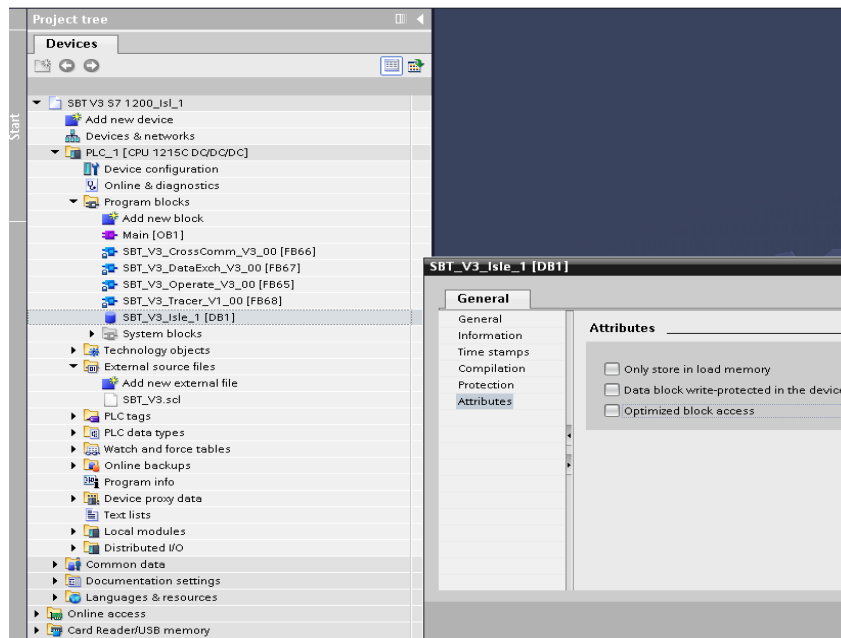 Project tree
Devices
Start
SBT V3 S7 1200_Isl_1
Add new device
Devices & networks
PLC_1 [CPU 1215C DC/DC/DC]
Device configuration
Online & diagnostics
Program blocks
Add new block
Main [OB1]
SBT_V3_CrossComm_V3_00 [FB66]
SBT_V3_DataExch_V3_00 [FB67]
SBT_V3_Operate_V3_00 [FB65]
SBT_V3_Tracer_V1_00 [FB68]
SBT_V3_Isle_1 [DB1]
System blocks
Technology objects
External source files
Add new external file
SBT_V3.scl
PLC tags
PLC data types
Watch and force tables
Online backups
Program info
Device proxy data
Text lists
Local modules
Distributed I/O
Common data
Documentation settings
Languages & resources
Online access
Card Reader/USB memory
SBT_V3_Isle_1 [DB1]
General
General
Information
Time stamps
Compilation
Protection
Attributes
Attributes
Only store in load memory
Data block write-protected in the device
Optimized block access